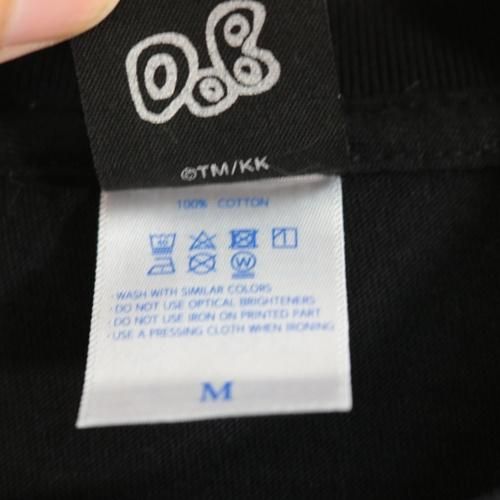 D.B
©TM/KK
100% COTTON
40
W
·WASH WITH SIMILAR COLORS
·DO NOT USE OPTICAL BRIGHTENERS
·DO NOT USE IRON ON PRINTED PART
·USE A PRESSING CLOTH WHEN IRONING
M